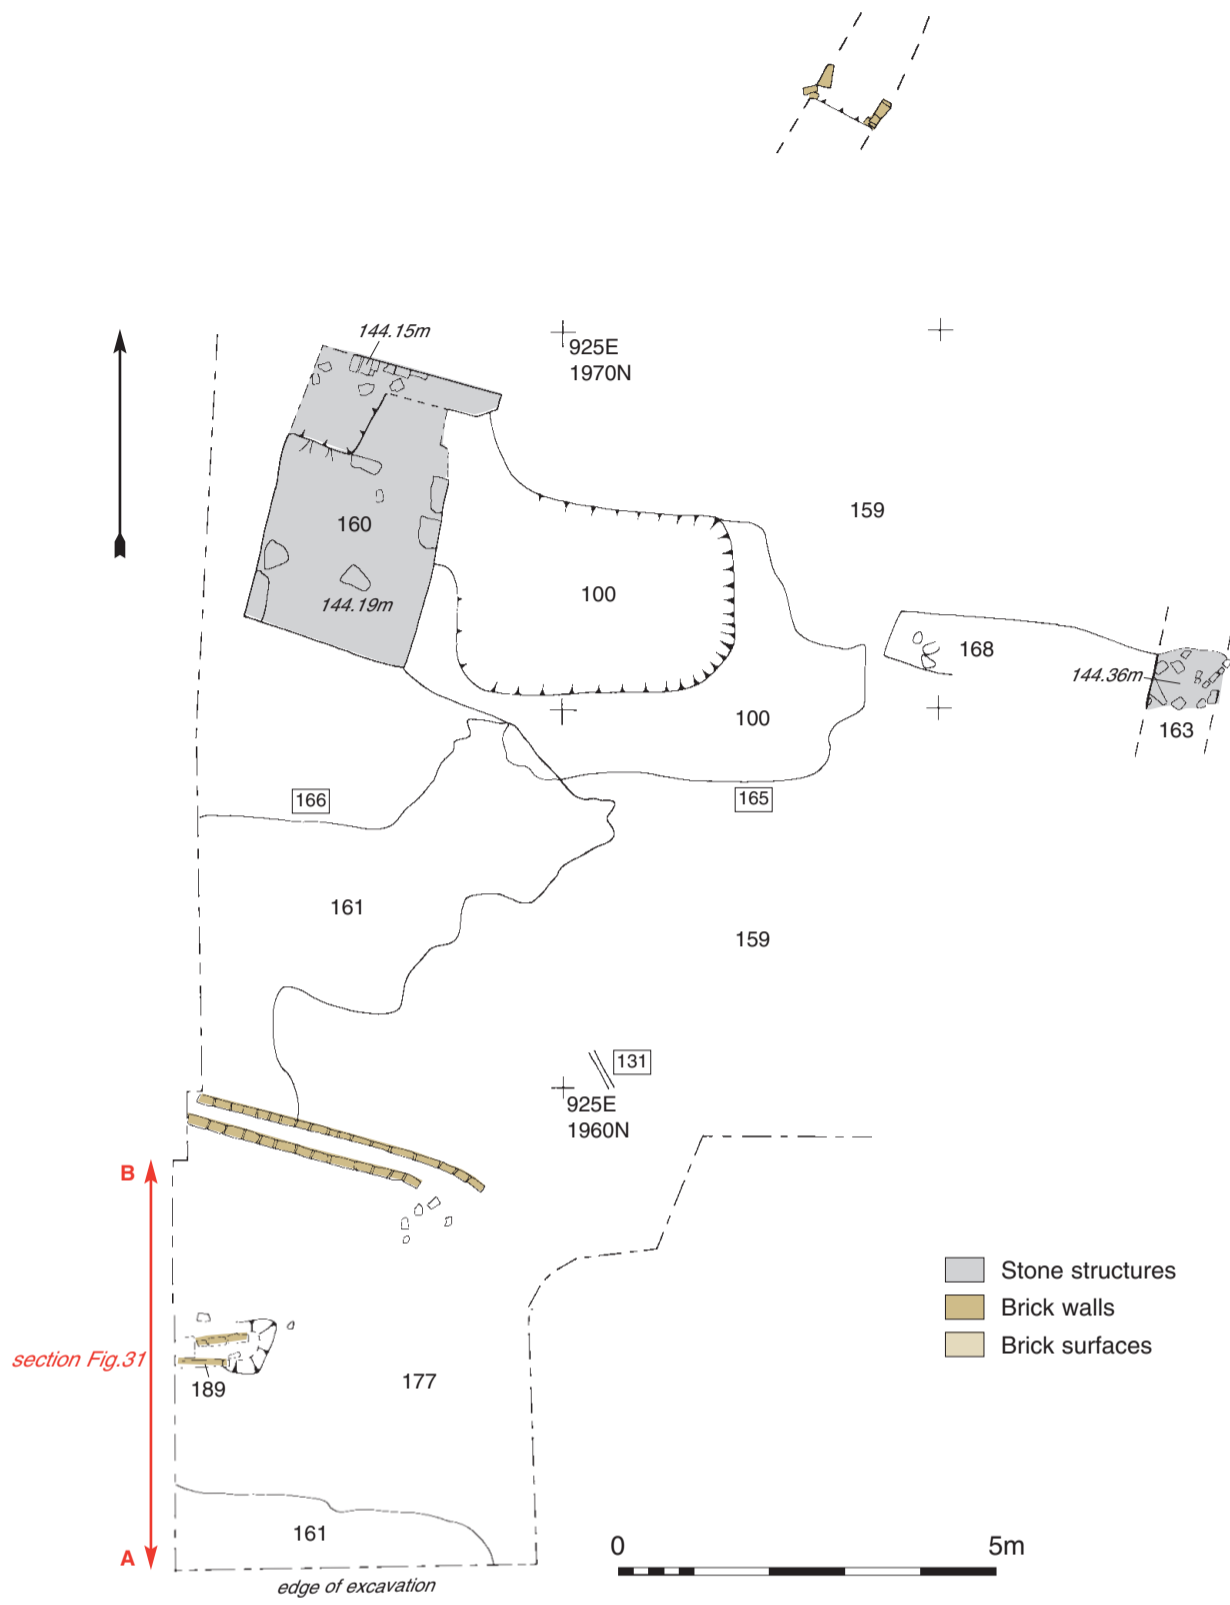 144.15m
925E
1970N
159
160
100
144.19m
168
144.36m
163
100
166
165
161
159
131
925E
1960N
B
Stone structures
Brick walls
Brick surfaces
section Fig.31
189
177
161
A
0 5m
edge of excavation